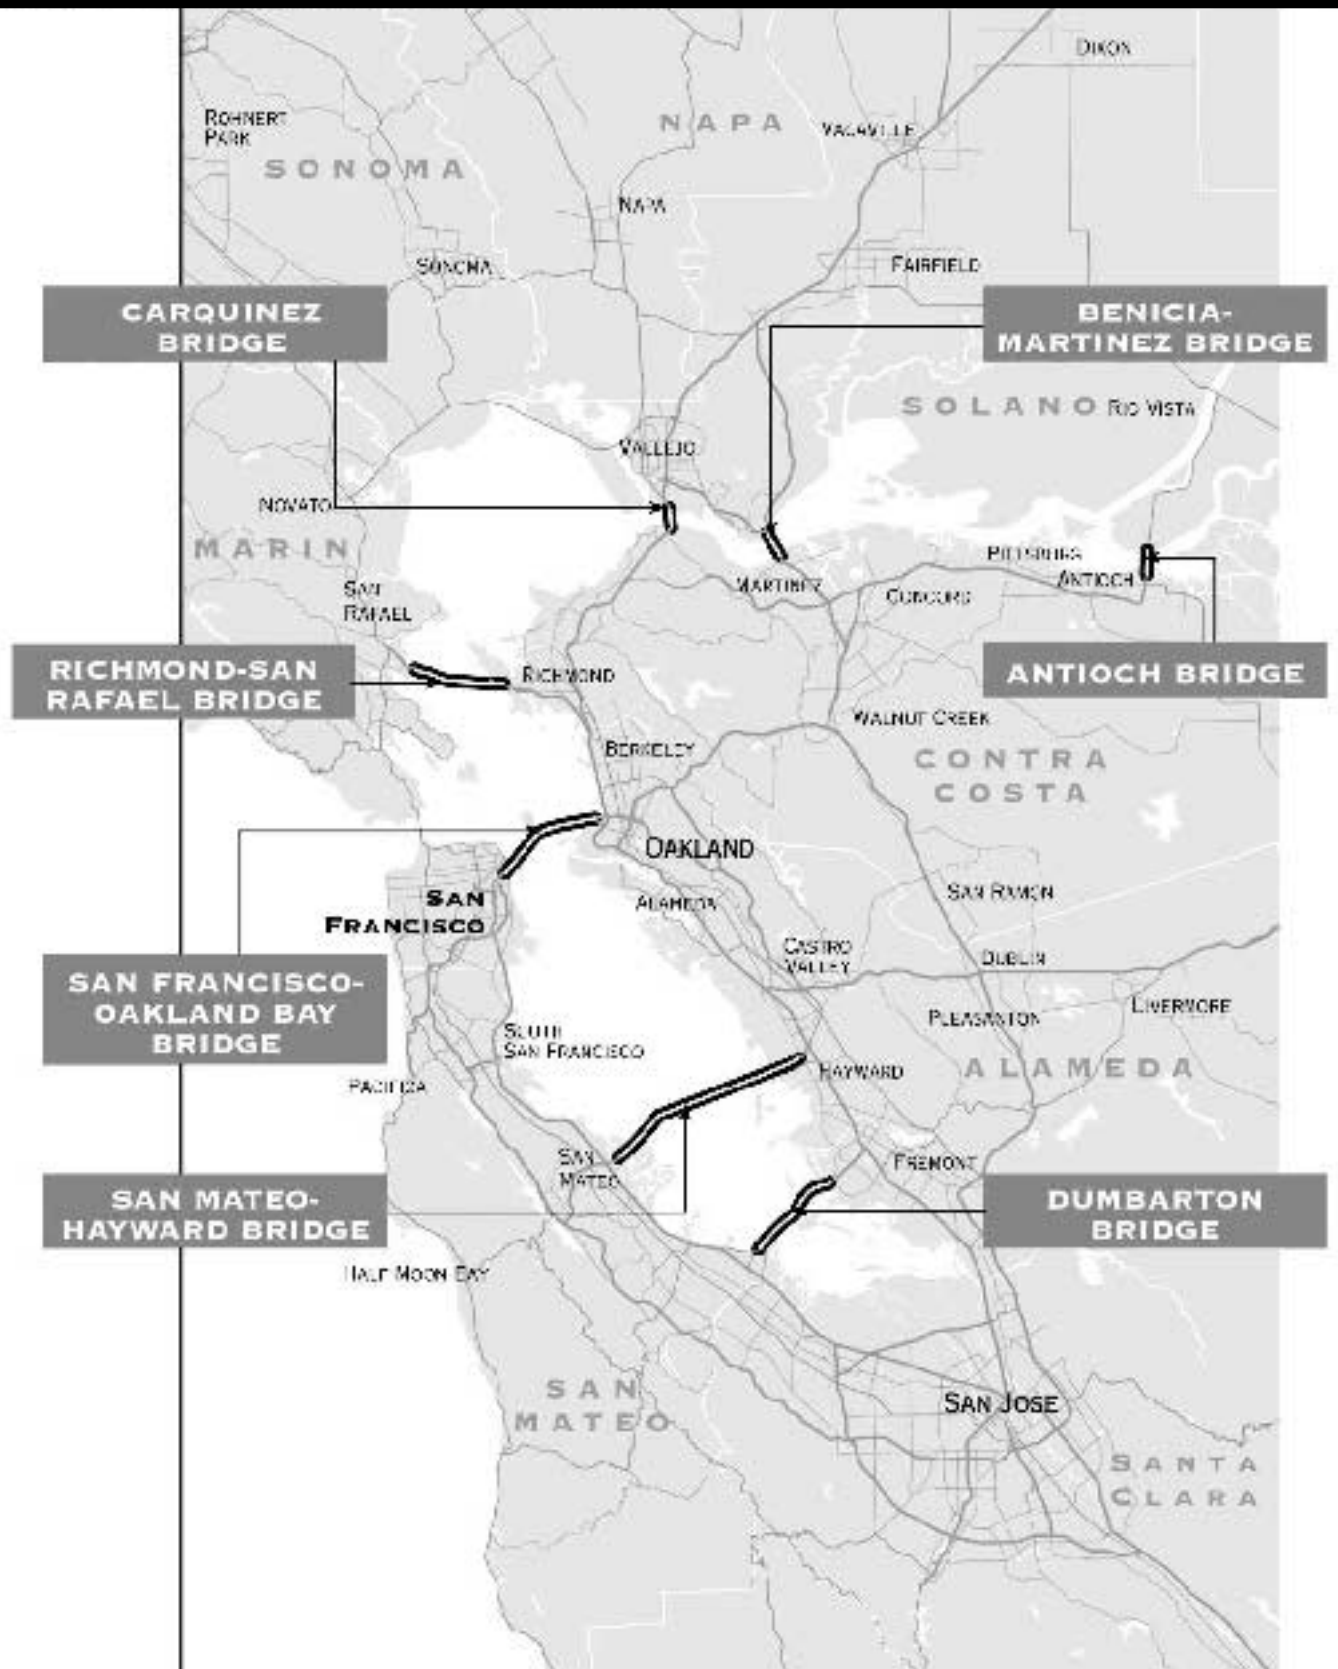 DIXON
ROHNERT
PARK
NAPA
VACAVILLE
SONOMA
NAPA
SONOMA
FAIRFIELD
CARQUINEZ
BRIDGE
BENICIA-
MARTINEZ BRIDGE
SOLANO
RIO VISTA
VALLEJO
NOVATO
MARIN
PITTSBURG
ANTIOCH
MARTINEZ
CONCORD
SAN
RAFAEL
RICHMOND-SAN
RAFAEL BRIDGE
RICHMOND
ANTIOCH BRIDGE
WALNUT CREEK
BERKELEY
CONTRA
COSTA
OAKLAND
SAN
FRANCISCO
ALAMEDA
SAN RAMON
CASTRO
VALLEY
DUBLIN
SAN FRANCISCO-
OAKLAND BAY
BRIDGE
LIVERMORE
PLEASANTON
SOUTH
SAN FRANCISCO
PACIFICA
HAYWARD
ALAMEDA
SAN
MATEO
FREMONT
SAN MATEO-
HAYWARD BRIDGE
DUMBARTON
BRIDGE
HALF MOON BAY
SAN
MATEO
SAN JOSE
SANTA
CLARA